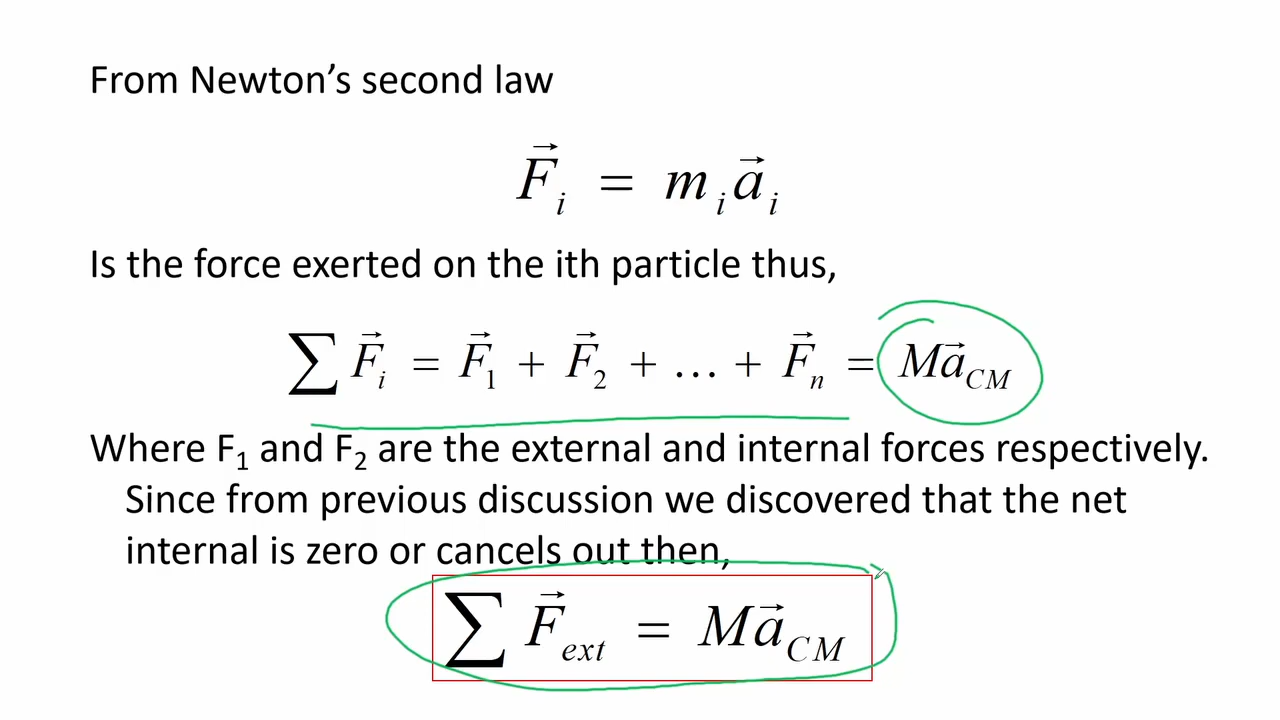 From Newton’s second law
F⃗ᵢ = mᵢa⃗ᵢ
Is the force exerted on the ith particle thus,
∑ F⃗ᵢ = F⃗₁ + F⃗₂ + … + F⃗ₙ = Ma⃗_CM
Where F₁ and F₂ are the external and internal forces respectively.
Since from previous discussion we discovered that the net
internal is zero or cancels out then,
∑ F⃗_ext = Ma⃗_CM